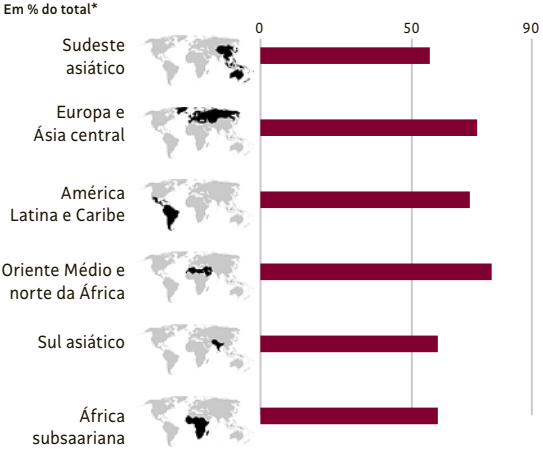 Em % do total*
0 50 90
Sudeste
asiático
Europa e
Ásia central
América
Latina e Caribe
Oriente Médio e
norte da África
Sul asiático
África
subsaariana